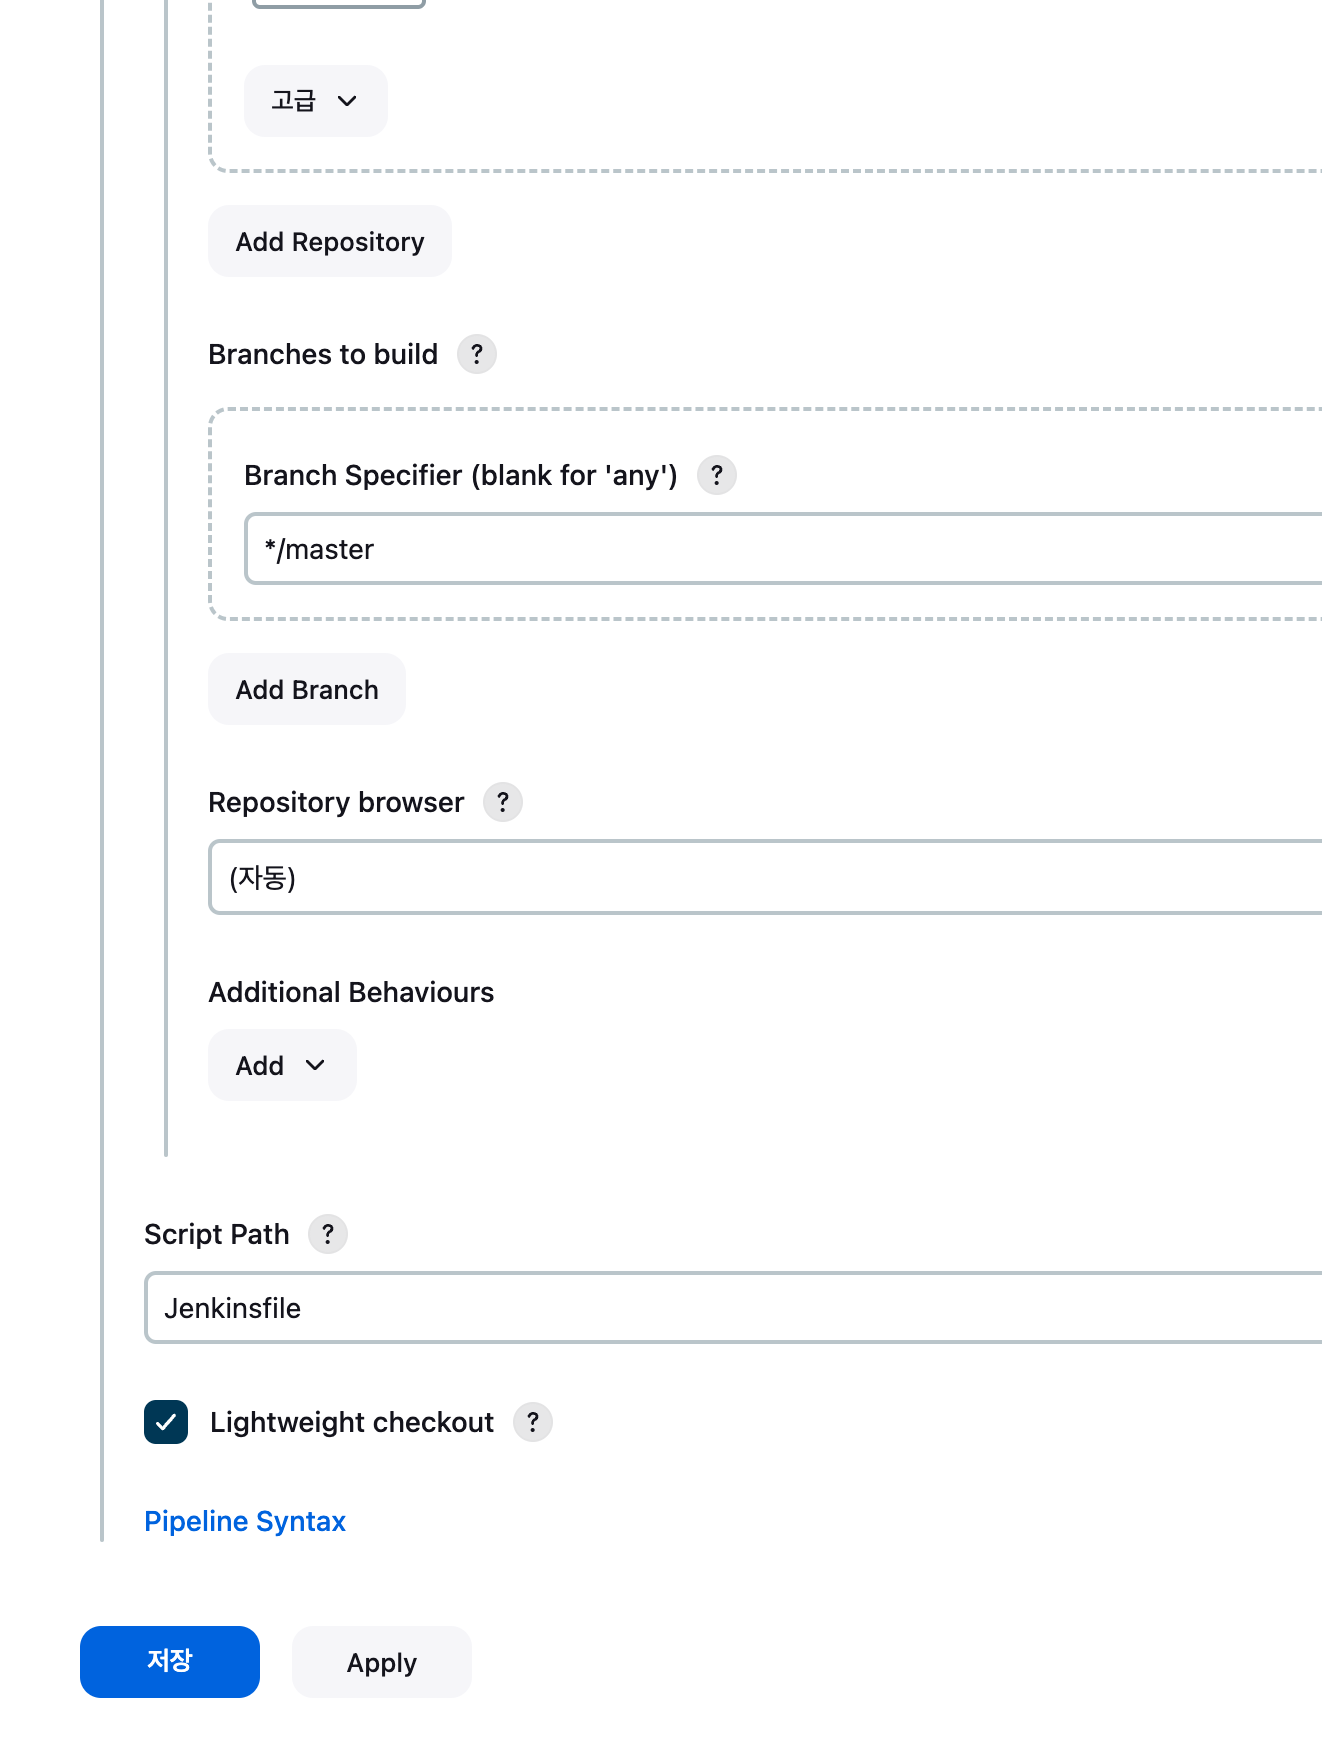 고급
Add Repository
Branches to build ?
Branch Specifier (blank for 'any') ?
*/master
Add Branch
Repository browser ?
(자동)
Additional Behaviours
Add
Script Path ?
Jenkinsfile
Lightweight checkout ?
Pipeline Syntax
저장 Apply